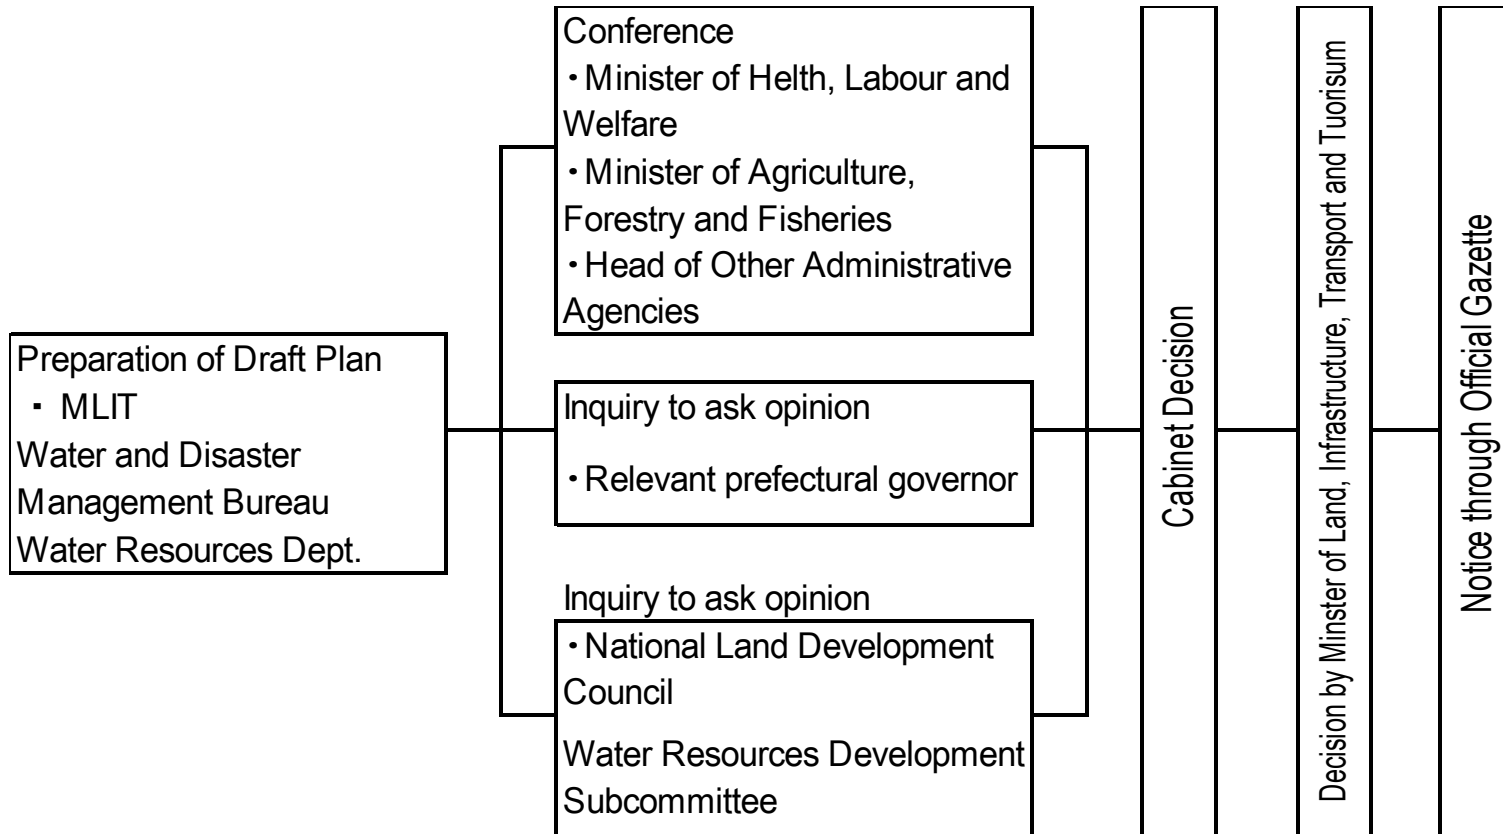 Preparation of Draft Plan
・ MLIT
Water and Disaster
Management Bureau
Water Resources Dept.
Conference
・Minister of Helth, Labour and
Welfare
・Minister of Agriculture,
Forestry and Fisheries
・Head of Other Administrative
Agencies
Inquiry to ask opinion
・Relevant prefectural governor
Inquiry to ask opinion
・National Land Development
Council
Water Resources Development
Subcommittee
Cabinet Decision
Decision by Minster of Land, Infrastructure, Transport and Tuorisum
Notice through Official Gazette